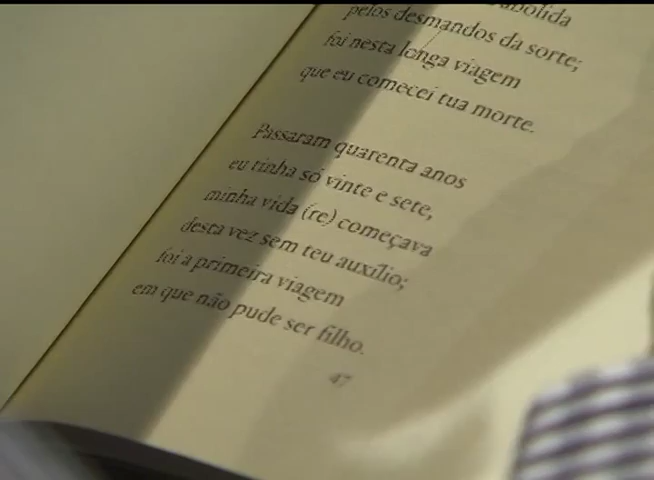 pelos desmandos da sorte;
foi nesta longa viagem
que eu comecei tua morte.
Passaram quarenta anos
eu tinha só vinte e sete,
minha vida (re) começava
desta vez sem teu auxílio;
foi a primeira viagem
em que não pude ser filho.
47